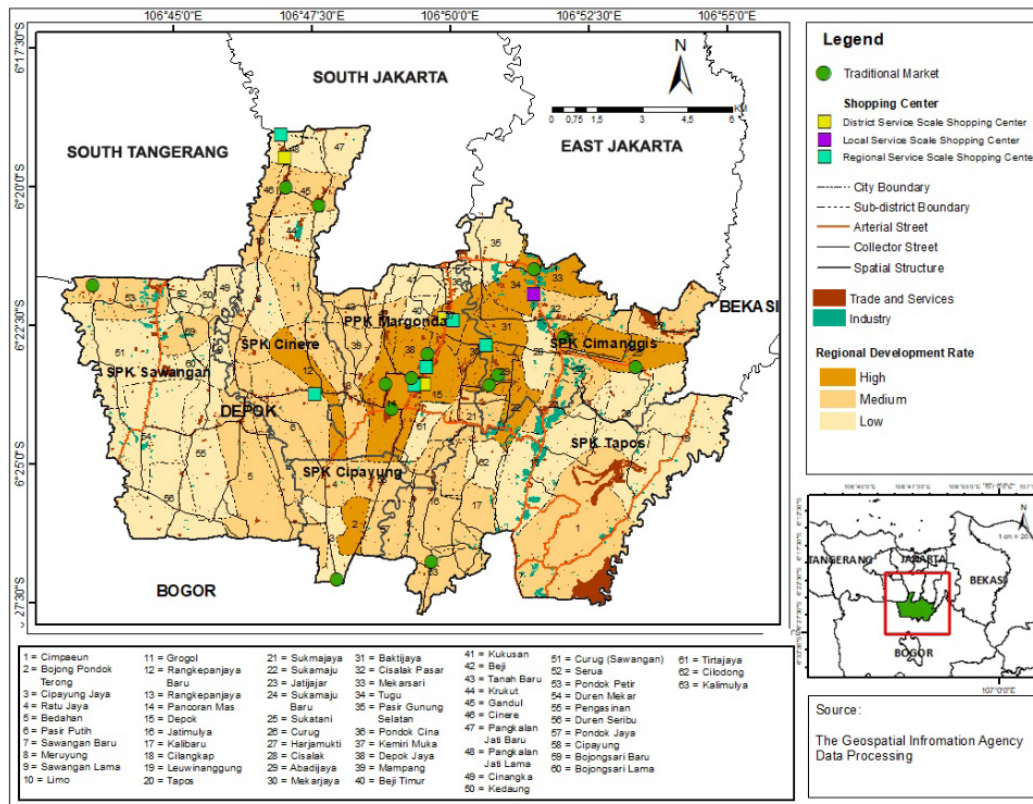 106°45'0"E 106°47'30"E 106°50'0"E 106°52'30"E 106°55'0"E
6°17'30"S
6°20'0"S
6°22'30"S
6°25'0"S
6°27'30"S
SOUTH JAKARTA
N
KM
0 0,75 1,5 3 4,5 6
SOUTH TANGERANG
EAST JAKARTA
BEKASI
PPK Margonda
SPK Cinere
SPK Cimanggis
SPK Sawangan
DEPOK
SPK Tapos
SPK Cipayung
BOGOR
Legend
Traditional Market
Shopping Center
District Service Scale Shopping Center
Local Service Scale Shopping Center
Regional Service Scale Shopping Cente
City Boundary
Sub-district Boundary
Arterial Street
Collector Street
Spatial Structure
Trade and Services
Industry
Regional Development Rate
High
Medium
Low
N
TANGERANG
JAKARTA
BEKASI
BOGOR
107°0'0"E
Source:
The Geospatial Infromation Agency
Data Processing
1 = Cimpaeun
2 = Bojong Pondok
Terong
3 = Cipayung Jaya
4 = Ratu Jaya
5 = Bedahan
6 = Pasir Putih
7 = Sawangan Baru
8 = Meruyung
9 = Sawangan Lama
10 = Limo
11 = Grogol
12 = Rangkepanjaya
Baru
13 = Rangkepanjaya
14 = Pancoran Mas
15 = Depok
16 = Jatimulya
17 = Kalibaru
18 = Cilangkap
19 = Leuwinanggung
20 = Tapos
21 = Sukmajaya
22 = Sukamaju
23 = Jatijajar
24 = Sukamaju
Baru
25 = Sukatani
26 = Curug
27 = Harjamukti
28 = Cisalak
29 = Abadijaya
30 = Mekarjaya
31 = Baktijaya
32 = Cisalak Pasar
33 = Mekarsari
34 = Tugu
35 = Pasir Gunung
Selatan
36 = Pondok Cina
37 = Kemiri Muka
38 = Depok Jaya
39 = Mampang
40 = Beji Timur
41 = Kukusan
42 = Beji
43 = Tanah Baru
44 = Krukut
45 = Gandul
46 = Cinere
47 = Pangkalan
Jati Baru
48 = Pangkalan
Jati Lama
49 = Cinangka
50 = Kedaung
51 = Curug (Sawangan)
52 = Serua
53 = Pondok Petir
54 = Duren Mekar
55 = Pengasinan
56 = Duren Seribu
57 = Pondok Jaya
58 = Cipayung
59 = Bojongsari Baru
60 = Bojongsari Lama
61 = Tirtajaya
62 = Cilodong
63 = Kalimulya